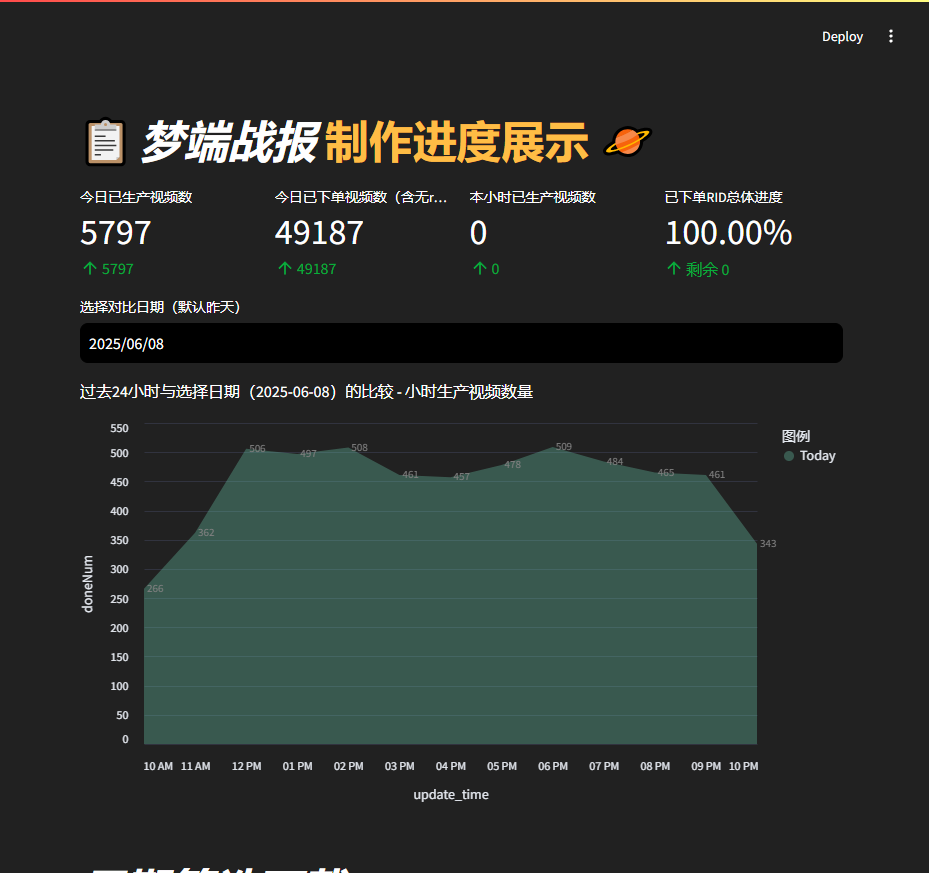 Deploy
梦端战报 制作进度展示
今日已生产视频数
5797
↑ 5797
今日已下单视频数（含无r...
49187
↑ 49187
本小时已生产视频数
0
↑ 0
已下单RID总体进度
100.00%
↑ 剩余 0
选择对比日期（默认昨天）
2025/06/08
过去24小时与选择日期（2025-06-08）的比较 - 小时生产视频数量
图例
Today
doneNum
550
500
450
400
350
300
250
200
150
100
50
0
266
362
506
497
508
461
457
478
509
484
465
461
343
10 AM 11 AM 12 PM 01 PM 02 PM 03 PM 04 PM 05 PM 06 PM 07 PM 08 PM 09 PM 10 PM
update_time